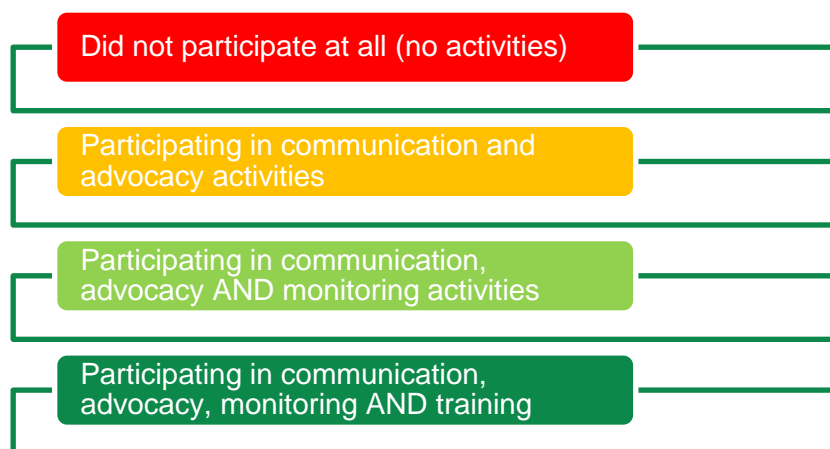 Did not participate at all (no activities)
Participating in communication and
advocacy activities
Participating in communication,
advocacy AND monitoring activities
Participating in communication,
advocacy, monitoring AND training